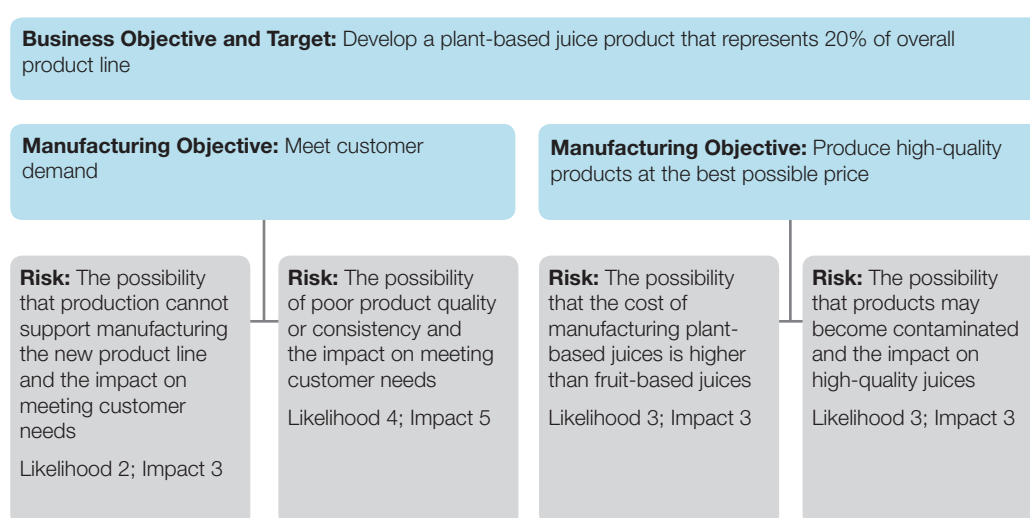 Business Objective and Target: Develop a plant-based juice product that represents 20% of overall
product line
Manufacturing Objective: Meet customer
demand
Manufacturing Objective: Produce high-quality
products at the best possible price
Risk: The possibility
that production cannot
support manufacturing
the new product line
and the impact on
meeting customer
needs
Likelihood 2; Impact 3
Risk: The possibility
of poor product quality
or consistency and
the impact on meeting
customer needs
Likelihood 4; Impact 5
Risk: The possibility
that the cost of
manufacturing plant-
based juices is higher
than fruit-based juices
Likelihood 3; Impact 3
Risk: The possibility
that products may
become contaminated
and the impact on
high-quality juices
Likelihood 3; Impact 3